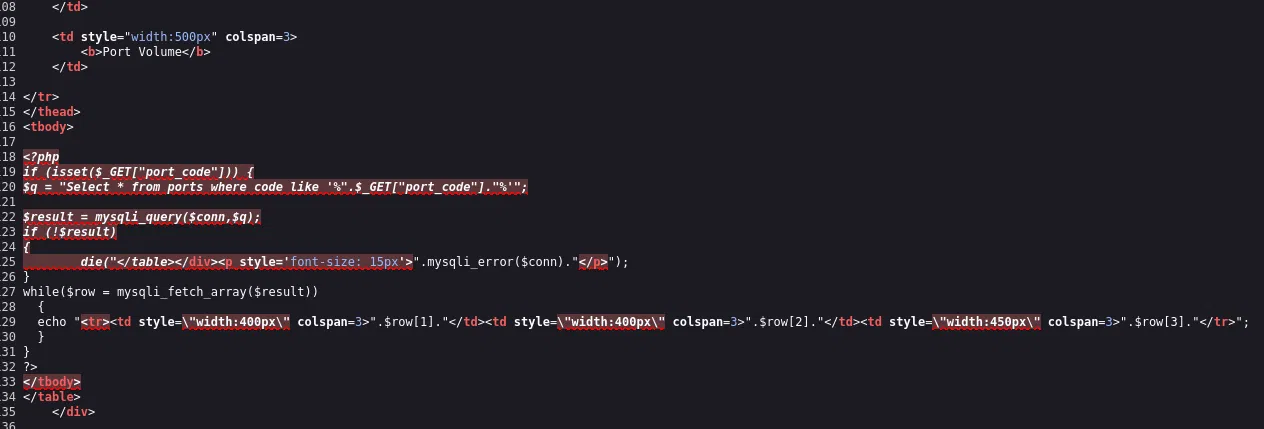 08     </td>
09
10     <td style="width:500px" colspan=3>
11         <b>Port Volume</b>
12     </td>
13
14 </tr>
15 </thead>
16 <tbody>
17
18 <?php
19 if (isset($_GET["port_code"])) {
20 $q = "Select * from ports where code like '%".$_GET["port_code"]."%'";
21
22 $result = mysqli_query($conn,$q);
23 if (!$result)
24 {
25         die("</table></div><p style='font-size: 15px'>".mysqli_error($conn)."</p>");
26 }
27 while($row = mysqli_fetch_array($result))
28   {
29   echo "<tr><td style=\"width:400px\" colspan=3>".$row[1]."</td><td style=\"width:400px\" colspan=3>".$row[2]."</td><td style=\"width:450px\" colspan=3>".$row[3]."</tr>";
30   }
31 }
32 ?>
33 </tbody>
34 </table>
35     </div>
36